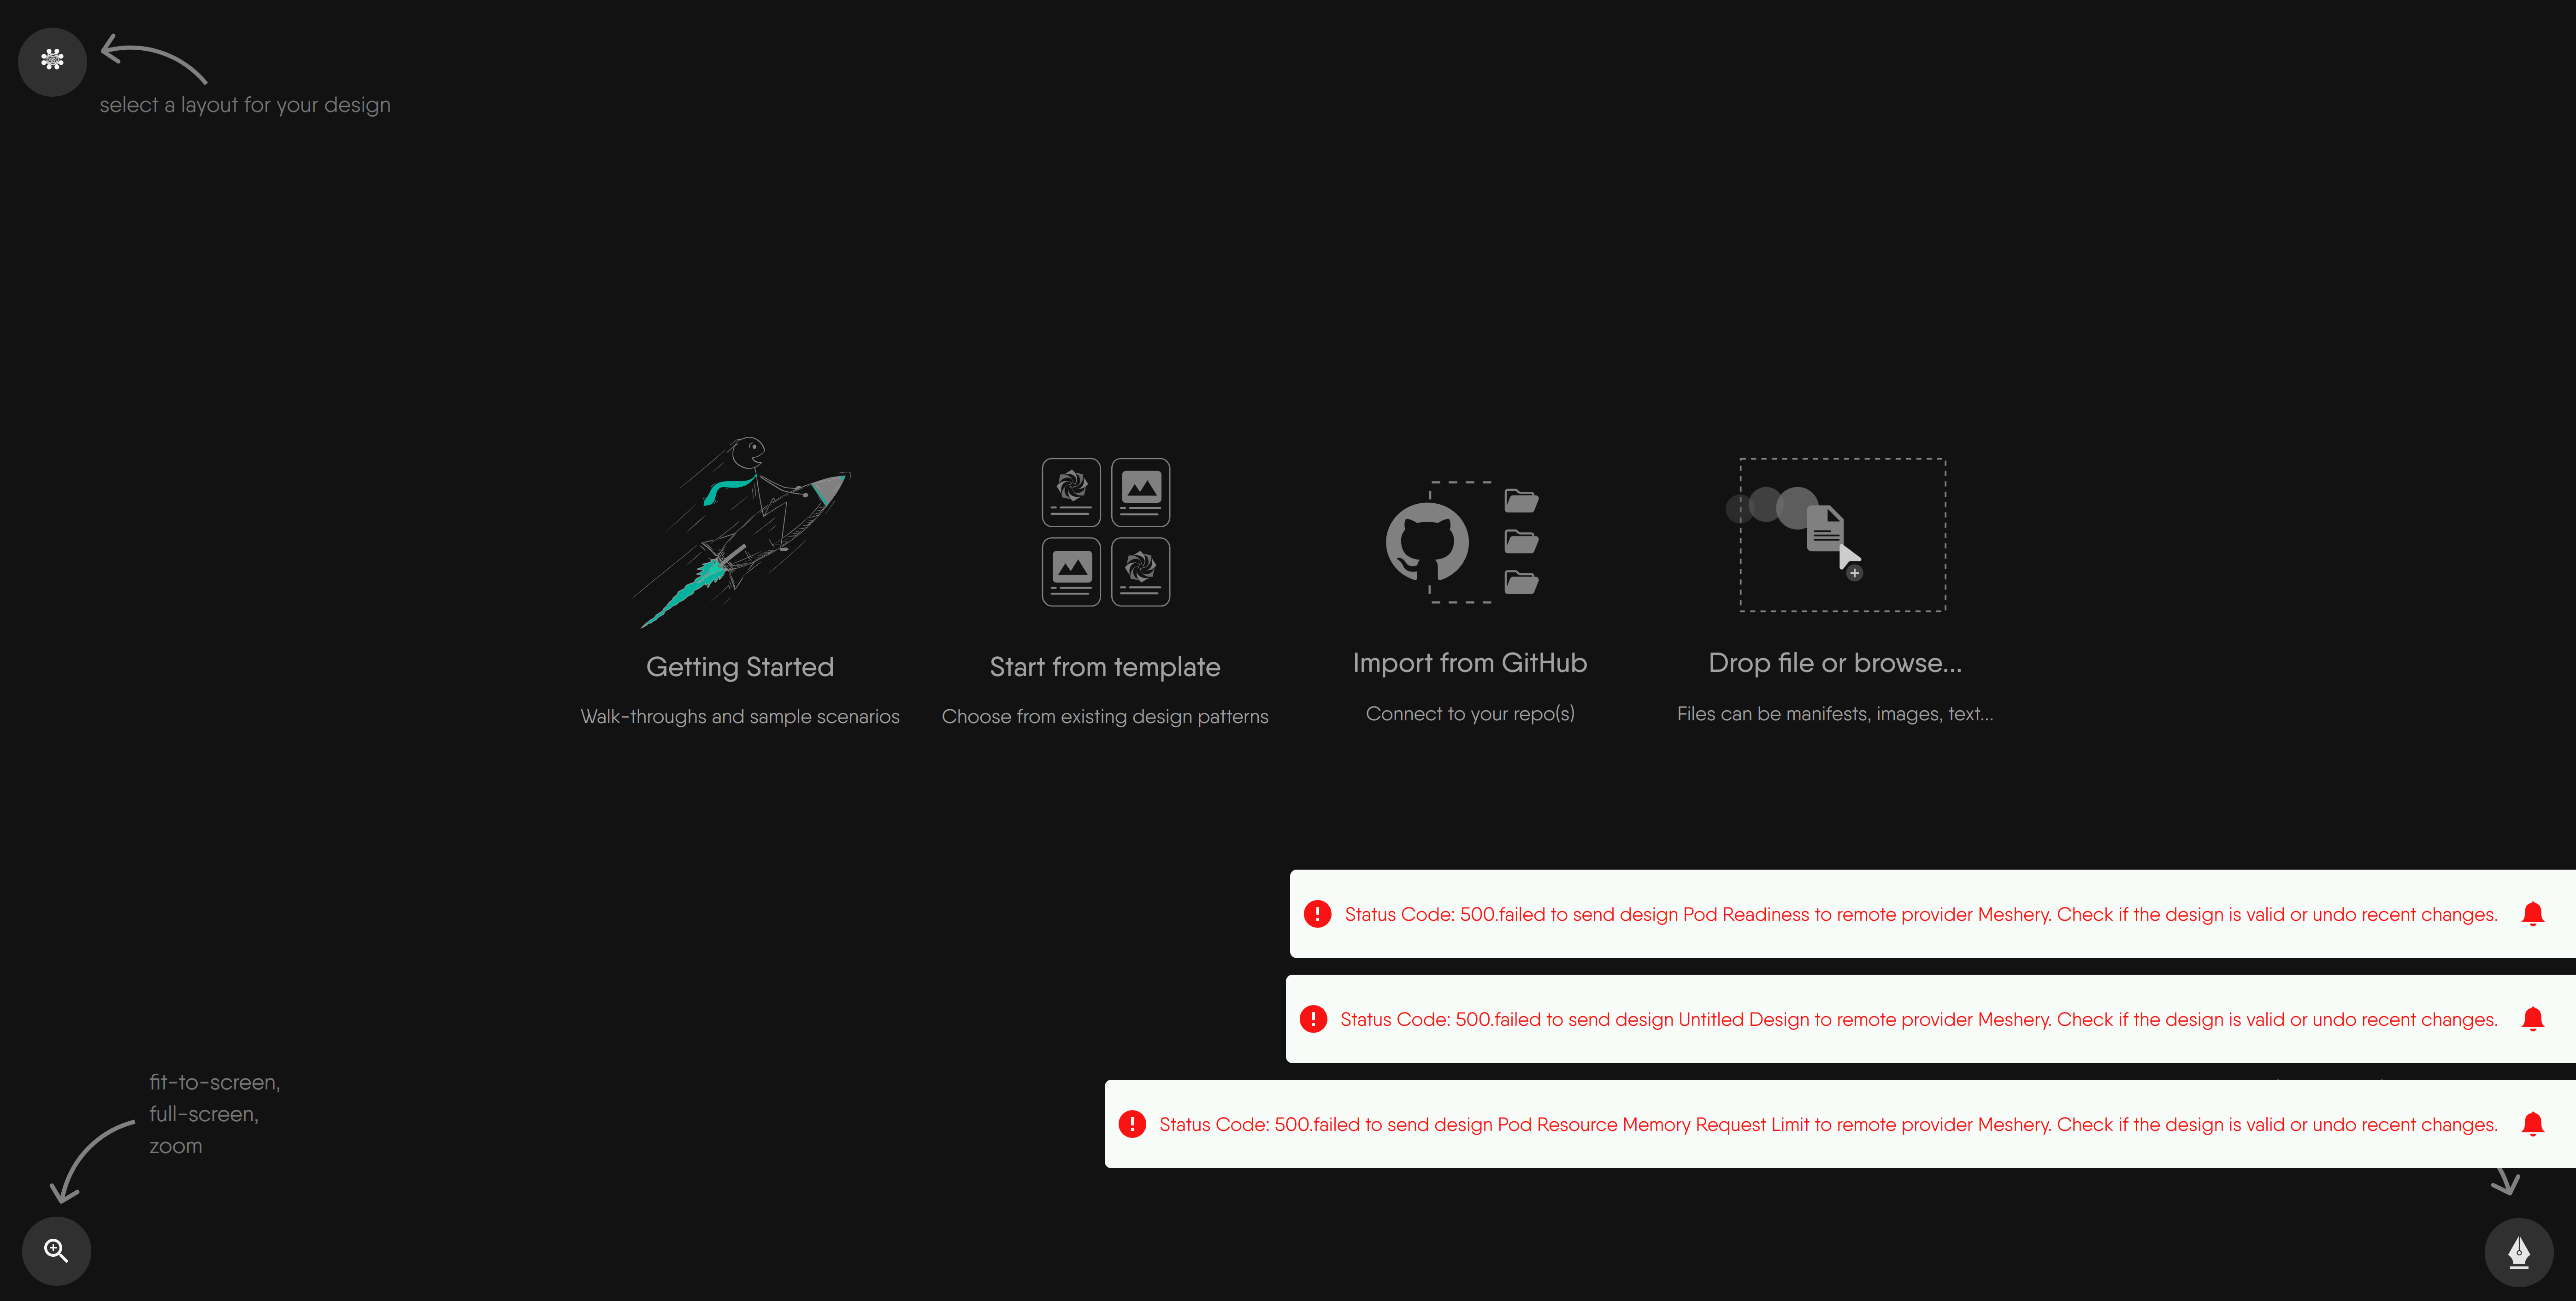 select a layout for your design
Getting Started
Walk-throughs and sample scenarios
Start from template
Choose from existing design patterns
Import from GitHub
Connect to your repo(s)
Drop file or browse...
Files can be manifests, images, text...
Status Code: 500.failed to send design Pod Readiness to remote provider Meshery. Check if the design is valid or undo recent changes.
Status Code: 500.failed to send design Untitled Design to remote provider Meshery. Check if the design is valid or undo recent changes.
Status Code: 500.failed to send design Pod Resource Memory Request Limit to remote provider Meshery. Check if the design is valid or undo recent changes.
fit-to-screen,
full-screen,
zoom